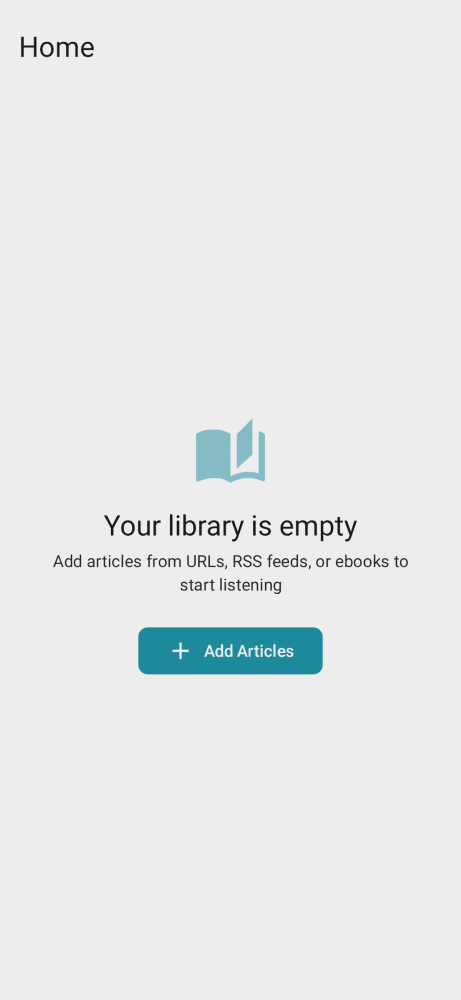 Home
Your library is empty
Add articles from URLs, RSS feeds, or ebooks to
start listening
Add Articles